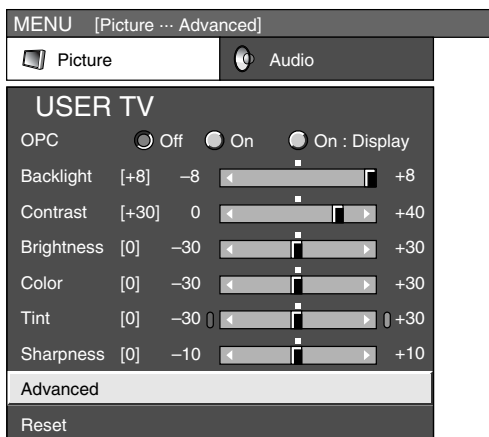 MENU [Picture ··· Advanced]
Picture Audio
USER TV
OPC Off On On : Display
Backlight [+8] –8 +8
Contrast [+30] 0 +40
Brightness [0] –30 +30
Color [0] –30 +30
Tint [0] –30 +30
Sharpness [0] –10 +10
Advanced
Reset